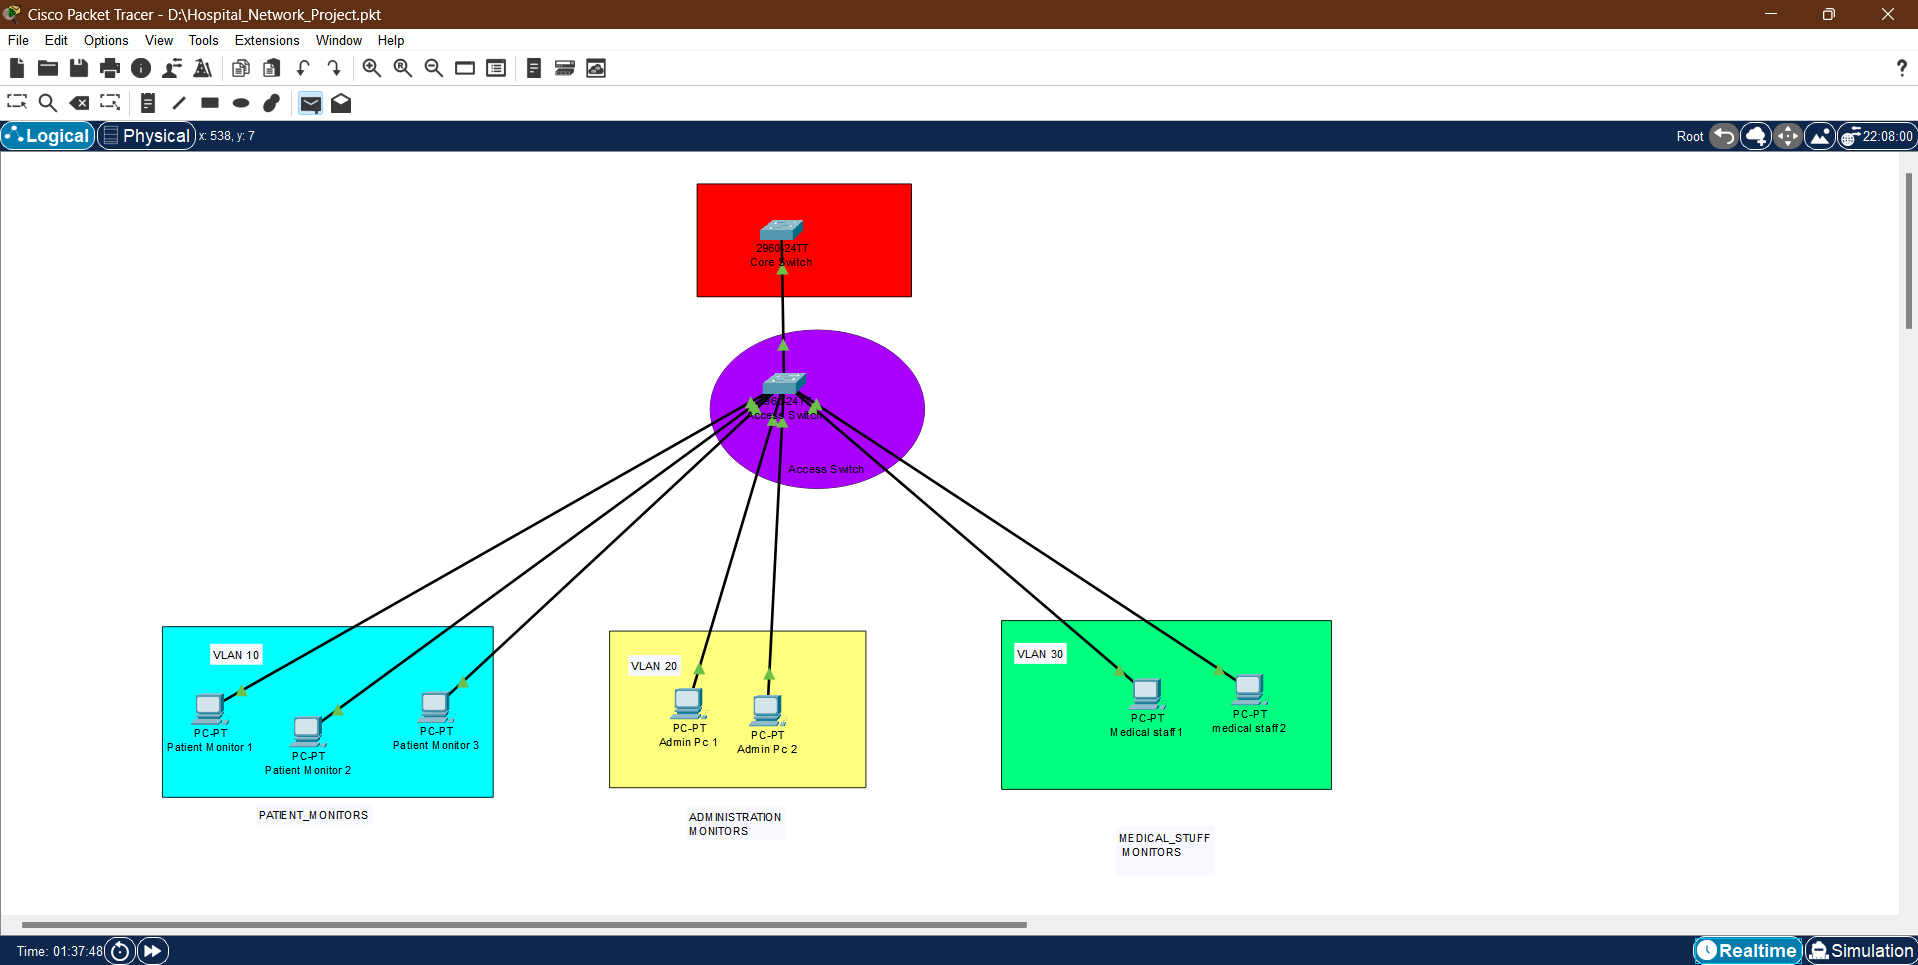 Cisco Packet Tracer - D:\Hospital_Network_Project.pkt
File Edit Options View Tools Extensions Window Help
?
Logical Physical x: 538, y: 7 Root 22:08:00
2960-24TT
Core Switch
2960-24TT
Access Switch
Access Switch
VLAN 10
PC-PT
Patient Monitor 1
PC-PT
Patient Monitor 2
PC-PT
Patient Monitor 3
PATIENT_MONITORS
VLAN 20
PC-PT
Admin Pc 1
PC-PT
Admin Pc 2
ADMINISTRATION
MONITORS
VLAN 30
PC-PT
Medical staff1
PC-PT
medical staff2
MEDICAL_STUFF
MONITORS
Time: 01:37:48 Realtime Simulation